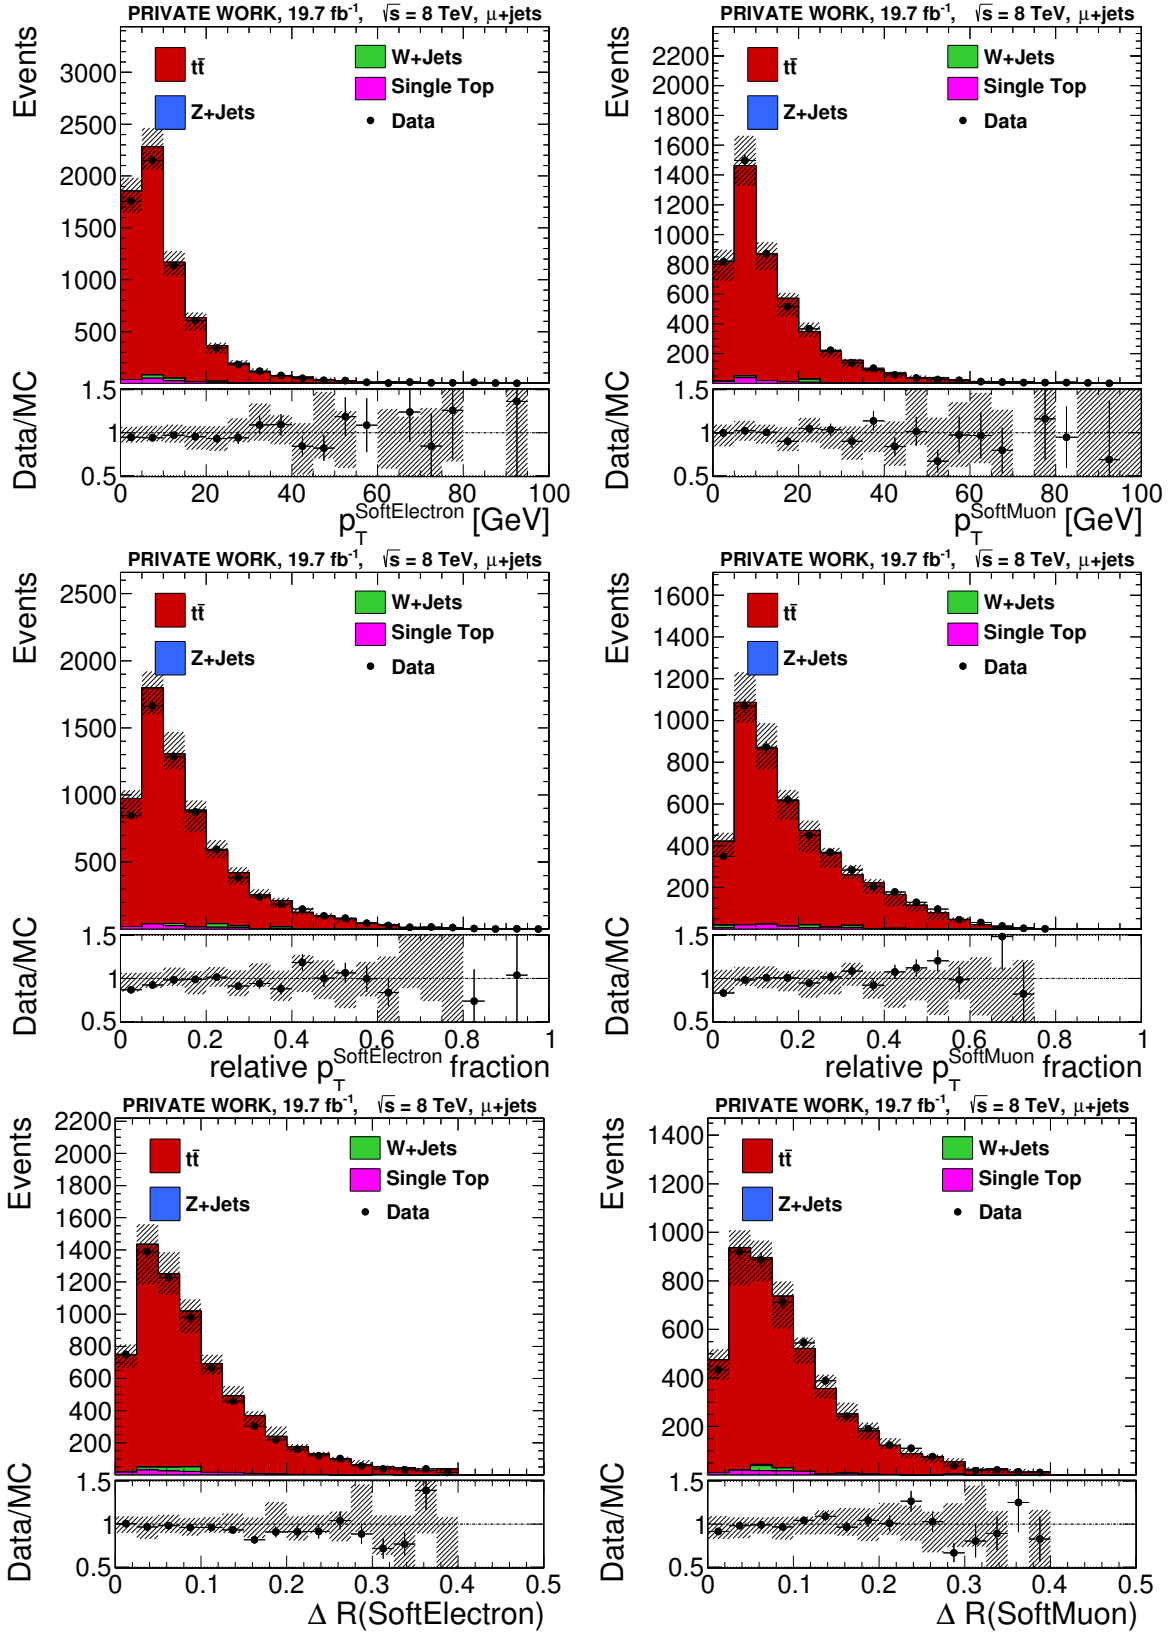 PRIVATE WORK, 19.7 fb⁻¹, √s = 8 TeV, μ+jets
Events
3000
2500
2000
1500
1000
500
tt̄
Z+Jets
W+Jets
Single Top
Data
Data/MC
1.5
1
0.5
0 20 40 60 80 100
p_T^SoftElectron [GeV]
PRIVATE WORK, 19.7 fb⁻¹, √s = 8 TeV, μ+jets
Events
2200
2000
1800
1600
1400
1200
1000
800
600
400
200
tt̄
Z+Jets
W+Jets
Single Top
Data
Data/MC
1.5
1
0.5
0 20 40 60 80 100
p_T^SoftMuon [GeV]
PRIVATE WORK, 19.7 fb⁻¹, √s = 8 TeV, μ+jets
Events
2500
2000
1500
1000
500
tt̄
Z+Jets
W+Jets
Single Top
Data
Data/MC
1.5
1
0.5
0 0.2 0.4 0.6 0.8 1
relative p_T^SoftElectron fraction
PRIVATE WORK, 19.7 fb⁻¹, √s = 8 TeV, μ+jets
Events
1600
1400
1200
1000
800
600
400
200
tt̄
Z+Jets
W+Jets
Single Top
Data
Data/MC
1.5
1
0.5
0 0.2 0.4 0.6 0.8 1
relative p_T^SoftMuon fraction
PRIVATE WORK, 19.7 fb⁻¹, √s = 8 TeV, μ+jets
Events
2200
2000
1800
1600
1400
1200
1000
800
600
400
200
tt̄
Z+Jets
W+Jets
Single Top
Data
Data/MC
1.5
1
0.5
0 0.1 0.2 0.3 0.4 0.5
Δ R(SoftElectron)
PRIVATE WORK, 19.7 fb⁻¹, √s = 8 TeV, μ+jets
Events
1400
1200
1000
800
600
400
200
tt̄
Z+Jets
W+Jets
Single Top
Data
Data/MC
1.5
1
0.5
0 0.1 0.2 0.3 0.4 0.5
Δ R(SoftMuon)